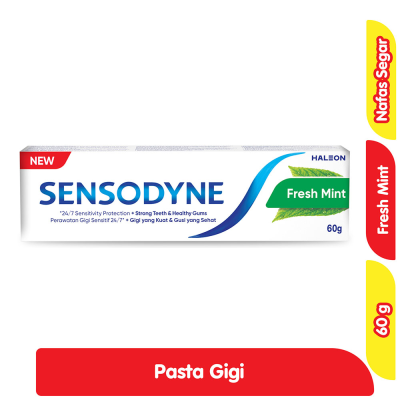 NEW
HALEON
SENSODYNE
Fresh Mint
*24/7 Sensitivity Protection • Strong Teeth & Healthy Gums
Perawatan Gigi Sensitif 24/7* • Gigi yang Kuat & Gusi yang Sehat
60g
Nafas Segar
Fresh Mint
60 g
Pasta Gigi